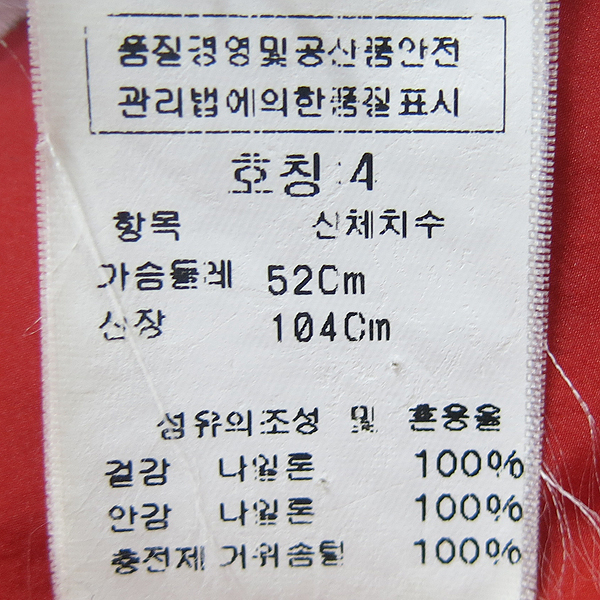 품질경영및공산품안전
관리법에의한품질표시
호칭:4
항목 신체치수
가슴둘레 52Cm
신장 104Cm
섬유의조성 및 혼용율
겉감 나일론 100%
안감 나일론 100%
충전제 거위솜털 100%